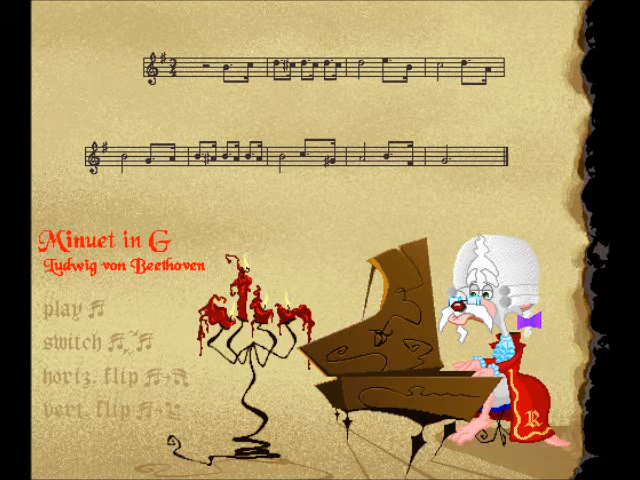 Minuet in G
Ludwig von Beethoven
play
switch
horiz. flip
vert. flip
R